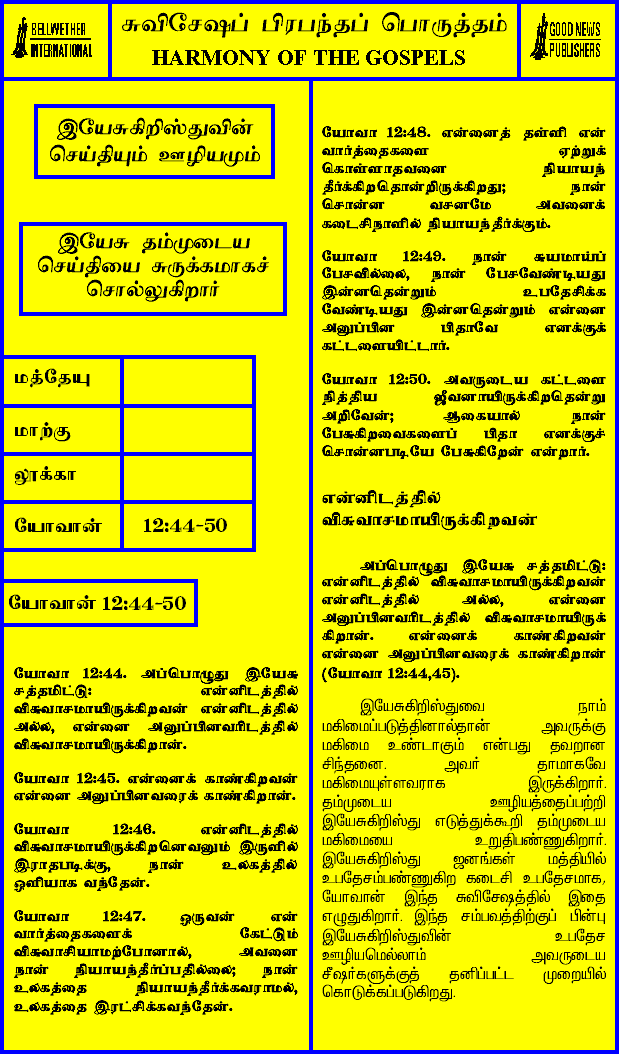 BELLWETHER
INTERNATIONAL
சுவிசேஷப் பிரபந்தப் பொருத்தம்
HARMONY OF THE GOSPELS
GOOD NEWS
PUBLISHERS
இயேசுகிறிஸ்துவின்
செய்தியும் ஊழியமும்
இயேசு தம்முடைய
செய்தியை சுருக்கமாகச்
சொல்லுகிறார்
மத்தேயு
மாற்கு
லூக்கா
யோவான் 12:44-50
யோவான் 12:44-50
யோவா 12:44. அப்பொழுது இயேசு
சத்தமிட்டு: என்னிடத்தில்
விசுவாசமாயிருக்கிறவன் என்னிடத்தில்
அல்ல, என்னை அனுப்பினவரிடத்தில்
விசுவாசமாயிருக்கிறான்.
யோவா 12:45. என்னைக் காண்கிறவன்
என்னை அனுப்பினவரைக் காண்கிறான்.
யோவா 12:46. என்னிடத்தில்
விசுவாசமாயிருக்கிறனெவனும் இருளில்
இராதபடிக்கு, நான் உலகத்தில்
ஒளியாக வந்தேன்.
யோவா 12:47. ஒருவன் என்
வார்த்தைகளைக் கேட்டும்
விசுவாசியாமற்போனால், அவனை
நான் நியாயந்தீர்ப்பதில்லை; நான்
உலகத்தை நியாயந்தீர்க்கவராமல்,
உலகத்தை இரட்சிக்கவந்தேன்.
யோவா 12:48. என்னைத் தள்ளி என்
வார்த்தைகளை ஏற்றுக்
கொள்ளாதவனை நியாயந்
தீர்க்கிறதொன்றிருக்கிறது; நான்
சொன்ன வசனமே அவனைக்
கடைசிநாளில் நியாயந்தீர்க்கும்.
யோவா 12:49. நான் சுயமாய்ப்
பேசவில்லை, நான் பேசவேண்டியது
இன்னதென்றும் உபதேசிக்க
வேண்டியது இன்னதென்றும் என்னை
அனுப்பின பிதாவே எனக்குக்
கட்டளையிட்டார்.
யோவா 12:50. அவருடைய கட்டளை
நித்திய ஜீவனாயிருக்கிறதென்று
அறிவேன்; ஆகையால் நான்
பேசுகிறவைகளைப் பிதா எனக்குச்
சொன்னபடியே பேசுகிறேன் என்றார்.
என்னிடத்தில்
விசுவாசமாயிருக்கிறவன்
அப்பொழுது இயேசு சத்தமிட்டு:
என்னிடத்தில் விசுவாசமாயிருக்கிறவன்
என்னிடத்தில் அல்ல, என்னை
அனுப்பினவரிடத்தில் விசுவாசமாயிருக்
கிறான். என்னைக் காண்கிறவன்
என்னை அனுப்பினவரைக் காண்கிறான்
(யோவா 12:44,45).
இயேசுகிறிஸ்துவை நாம்
மகிமைப்படுத்தினால்தான் அவருக்கு
மகிமை உண்டாகும் என்பது தவறான
சிந்தனை. அவர் தாமாகவே
மகிமையுள்ளவராக இருக்கிறார்.
தம்முடைய ஊழியத்தைப்பற்றி
இயேசுகிறிஸ்து எடுத்துக்கூறி தம்முடைய
மகிமையை உறுதிபண்ணுகிறார்.
இயேசுகிறிஸ்து ஜனங்கள் மத்தியில்
உபதேசம்பண்ணுகிற கடைசி உபதேசமாக,
யோவான் இந்த சுவிசேஷத்தில் இதை
எழுதுகிறார். இந்த சம்பவத்திற்குப் பின்பு
இயேசுகிறிஸ்துவின் உபதேச
ஊழியமெல்லாம் அவருடைய
சீஷர்களுக்குத் தனிப்பட்ட முறையில்
கொடுக்கப்படுகிறது.